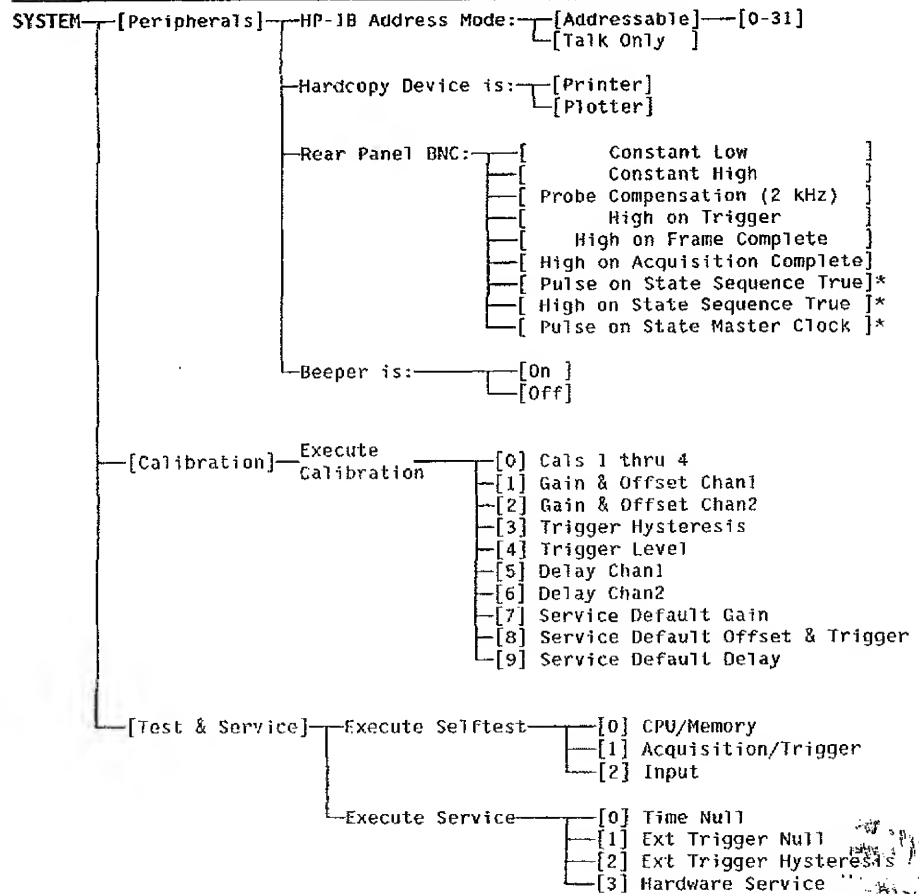 SYSTEM [Peripherals] HP-IB Address Mode: [Addressable] [0-31]
[Talk Only ]
Hardcopy Device is: [Printer]
[Plotter]
Rear Panel BNC: [ Constant Low ]
[ Constant High ]
[ Probe Compensation (2 kHz) ]
[ High on Trigger ]
[ High on Frame Complete ]
[ High on Acquisition Complete]
[ Pulse on State Sequence True]*
[ High on State Sequence True ]*
[ Pulse on State Master Clock ]*
Beeper is: [On ]
[Off]
[Calibration] Execute Calibration [0] Cals 1 thru 4
[1] Gain & Offset Chan1
[2] Gain & Offset Chan2
[3] Trigger Hysteresis
[4] Trigger Level
[5] Delay Chan1
[6] Delay Chan2
[7] Service Default Gain
[8] Service Default Offset & Trigger
[9] Service Default Delay
[Test & Service] Execute Selftest [0] CPU/Memory
[1] Acquisition/Trigger
[2] Input
Execute Service [0] Time Null
[1] Ext Trigger Null
[2] Ext Trigger Hysteresis
[3] Hardware Service